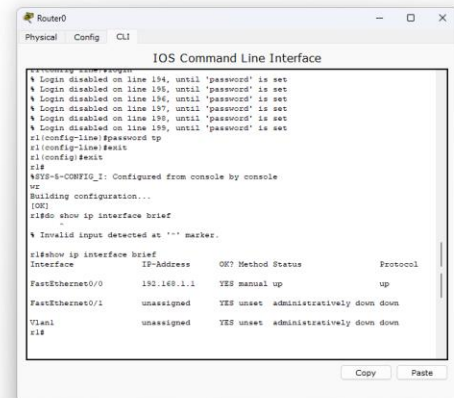 Router0
Physical Config CLI
IOS Command Line Interface
r1(config-line)#login
% Login disabled on line 194, until 'password' is set
% Login disabled on line 195, until 'password' is set
% Login disabled on line 196, until 'password' is set
% Login disabled on line 197, until 'password' is set
% Login disabled on line 198, until 'password' is set
% Login disabled on line 199, until 'password' is set
r1(config-line)#password tp
r1(config-line)#exit
r1(config)#exit
r1#
%SYS-5-CONFIG_I: Configured from console by console
wr
Building configuration...
[OK]
r1#do show ip interface brief
^
% Invalid input detected at '^' marker.
r1#show ip interface brief
Interface IP-Address OK? Method Status Protocol
FastEthernet0/0 192.168.1.1 YES manual up up
FastEthernet0/1 unassigned YES unset administratively down down
Vlan1 unassigned YES unset administratively down down
r1#
Copy Paste